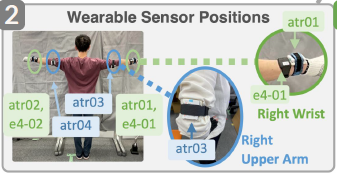 2
Wearable Sensor Positions
atr01
atr02,
e4-02
atr03
atr04
atr01,
e4-01
e4-01
Right Wrist
atr03
Right
Upper Arm